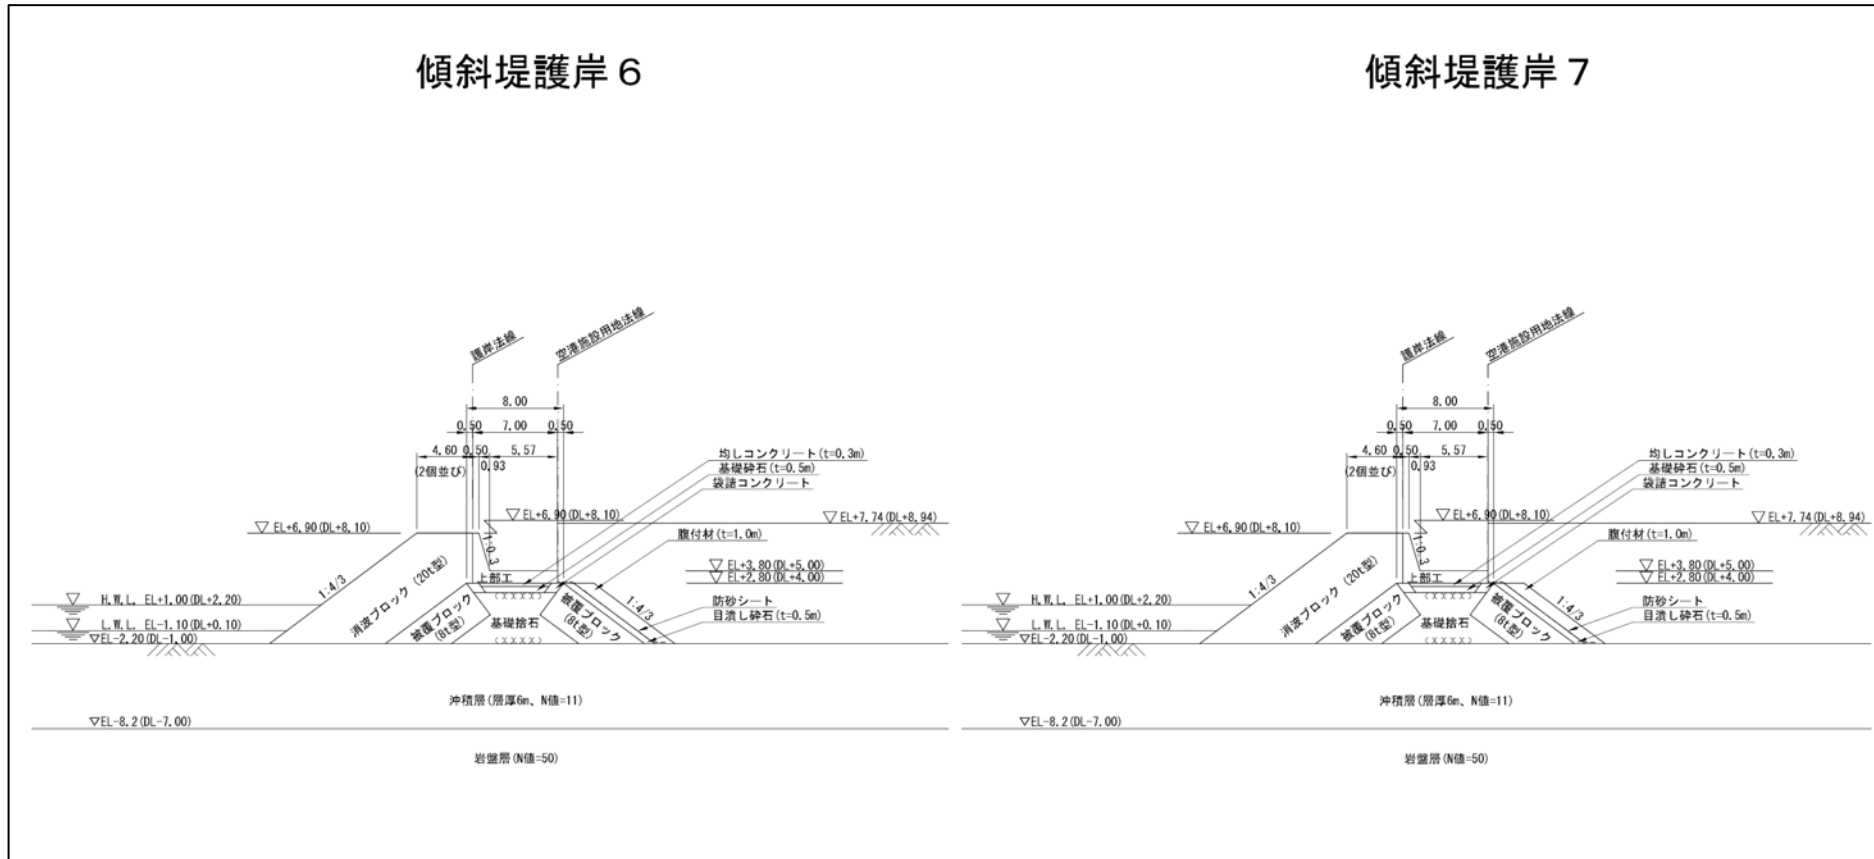 傾斜堤護岸６
護岸法線
空港施設用地法線
8.00
0.50 7.00 0.50
4.60 0.50 5.57
(2個並び) 0.93
均しコンクリート(t=0.3m)
基礎砕石(t=0.5m)
袋詰コンクリート
EL+6.90(DL+8.10)
EL+6.90(DL+8.10)
EL+7.74(DL+8.94)
腹付材(t=1.0m)
1:0.3
EL+3.80(DL+5.00)
EL+2.80(DL+4.00)
上部工
1:4/3
消波ブロック(20t型)
被覆ブロック
(8t型)
基礎捨石
被覆ブロック
(8t型)
1:4/3
防砂シート
目潰し砕石(t=0.5m)
H.W.L. EL+1.00(DL+2.20)
L.W.L. EL-1.10(DL+0.10)
EL-2.20(DL-1.00)
沖積層(層厚6m、N値=11)
EL-8.2(DL-7.00)
岩盤層(N値=50)
傾斜堤護岸７
護岸法線
空港施設用地法線
8.00
0.50 7.00 0.50
4.60 0.50 5.57
(2個並び) 0.93
均しコンクリート(t=0.3m)
基礎砕石(t=0.5m)
袋詰コンクリート
EL+6.90(DL+8.10)
EL+6.90(DL+8.10)
EL+7.74(DL+8.94)
腹付材(t=1.0m)
1:0.3
EL+3.80(DL+5.00)
EL+2.80(DL+4.00)
上部工
1:4/3
消波ブロック(20t型)
被覆ブロック
(8t型)
基礎捨石
被覆ブロック
(8t型)
1:4/3
防砂シート
目潰し砕石(t=0.5m)
H.W.L. EL+1.00(DL+2.20)
L.W.L. EL-1.10(DL+0.10)
EL-2.20(DL-1.00)
沖積層(層厚6m、N値=11)
EL-8.2(DL-7.00)
岩盤層(N値=50)